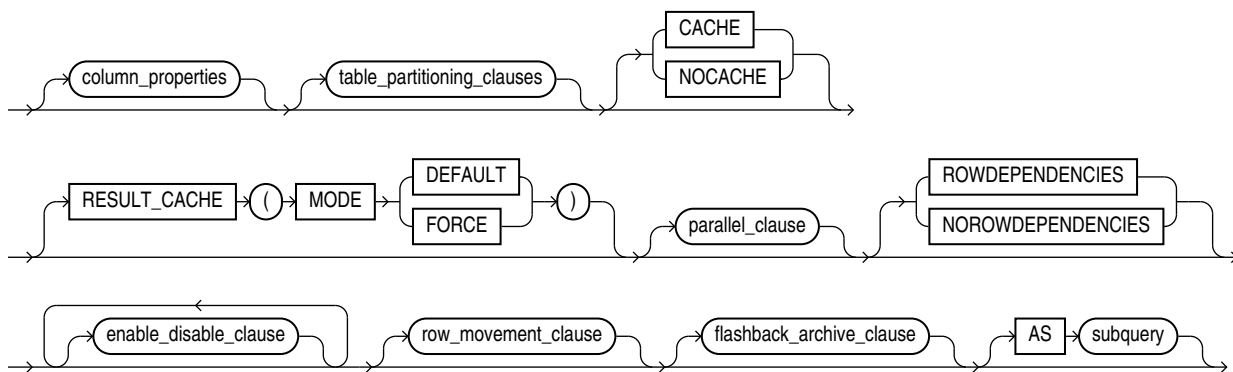 column_properties table_partitioning_clauses CACHE
NOCACHE
RESULT_CACHE ( MODE DEFAULT ) parallel_clause ROWDEPENDENCIES
FORCE NOROWDEPENDENCIES
enable_disable_clause row_movement_clause flashback_archive_clause AS subquery